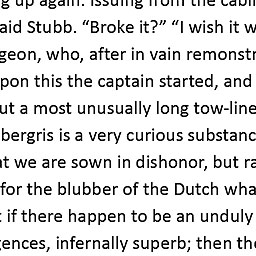 g up again. Issuing from the cabi
aid Stubb. “Broke it?” “I wish it w
geon, who, after in vain remonst
pon this the captain started, and
ut a most unusually long tow-line
bergris is a very curious substanc
at we are sown in dishonor, but ra
for the blubber of the Dutch wha
t if there happen to be an unduly
gences, infernally superb; then the